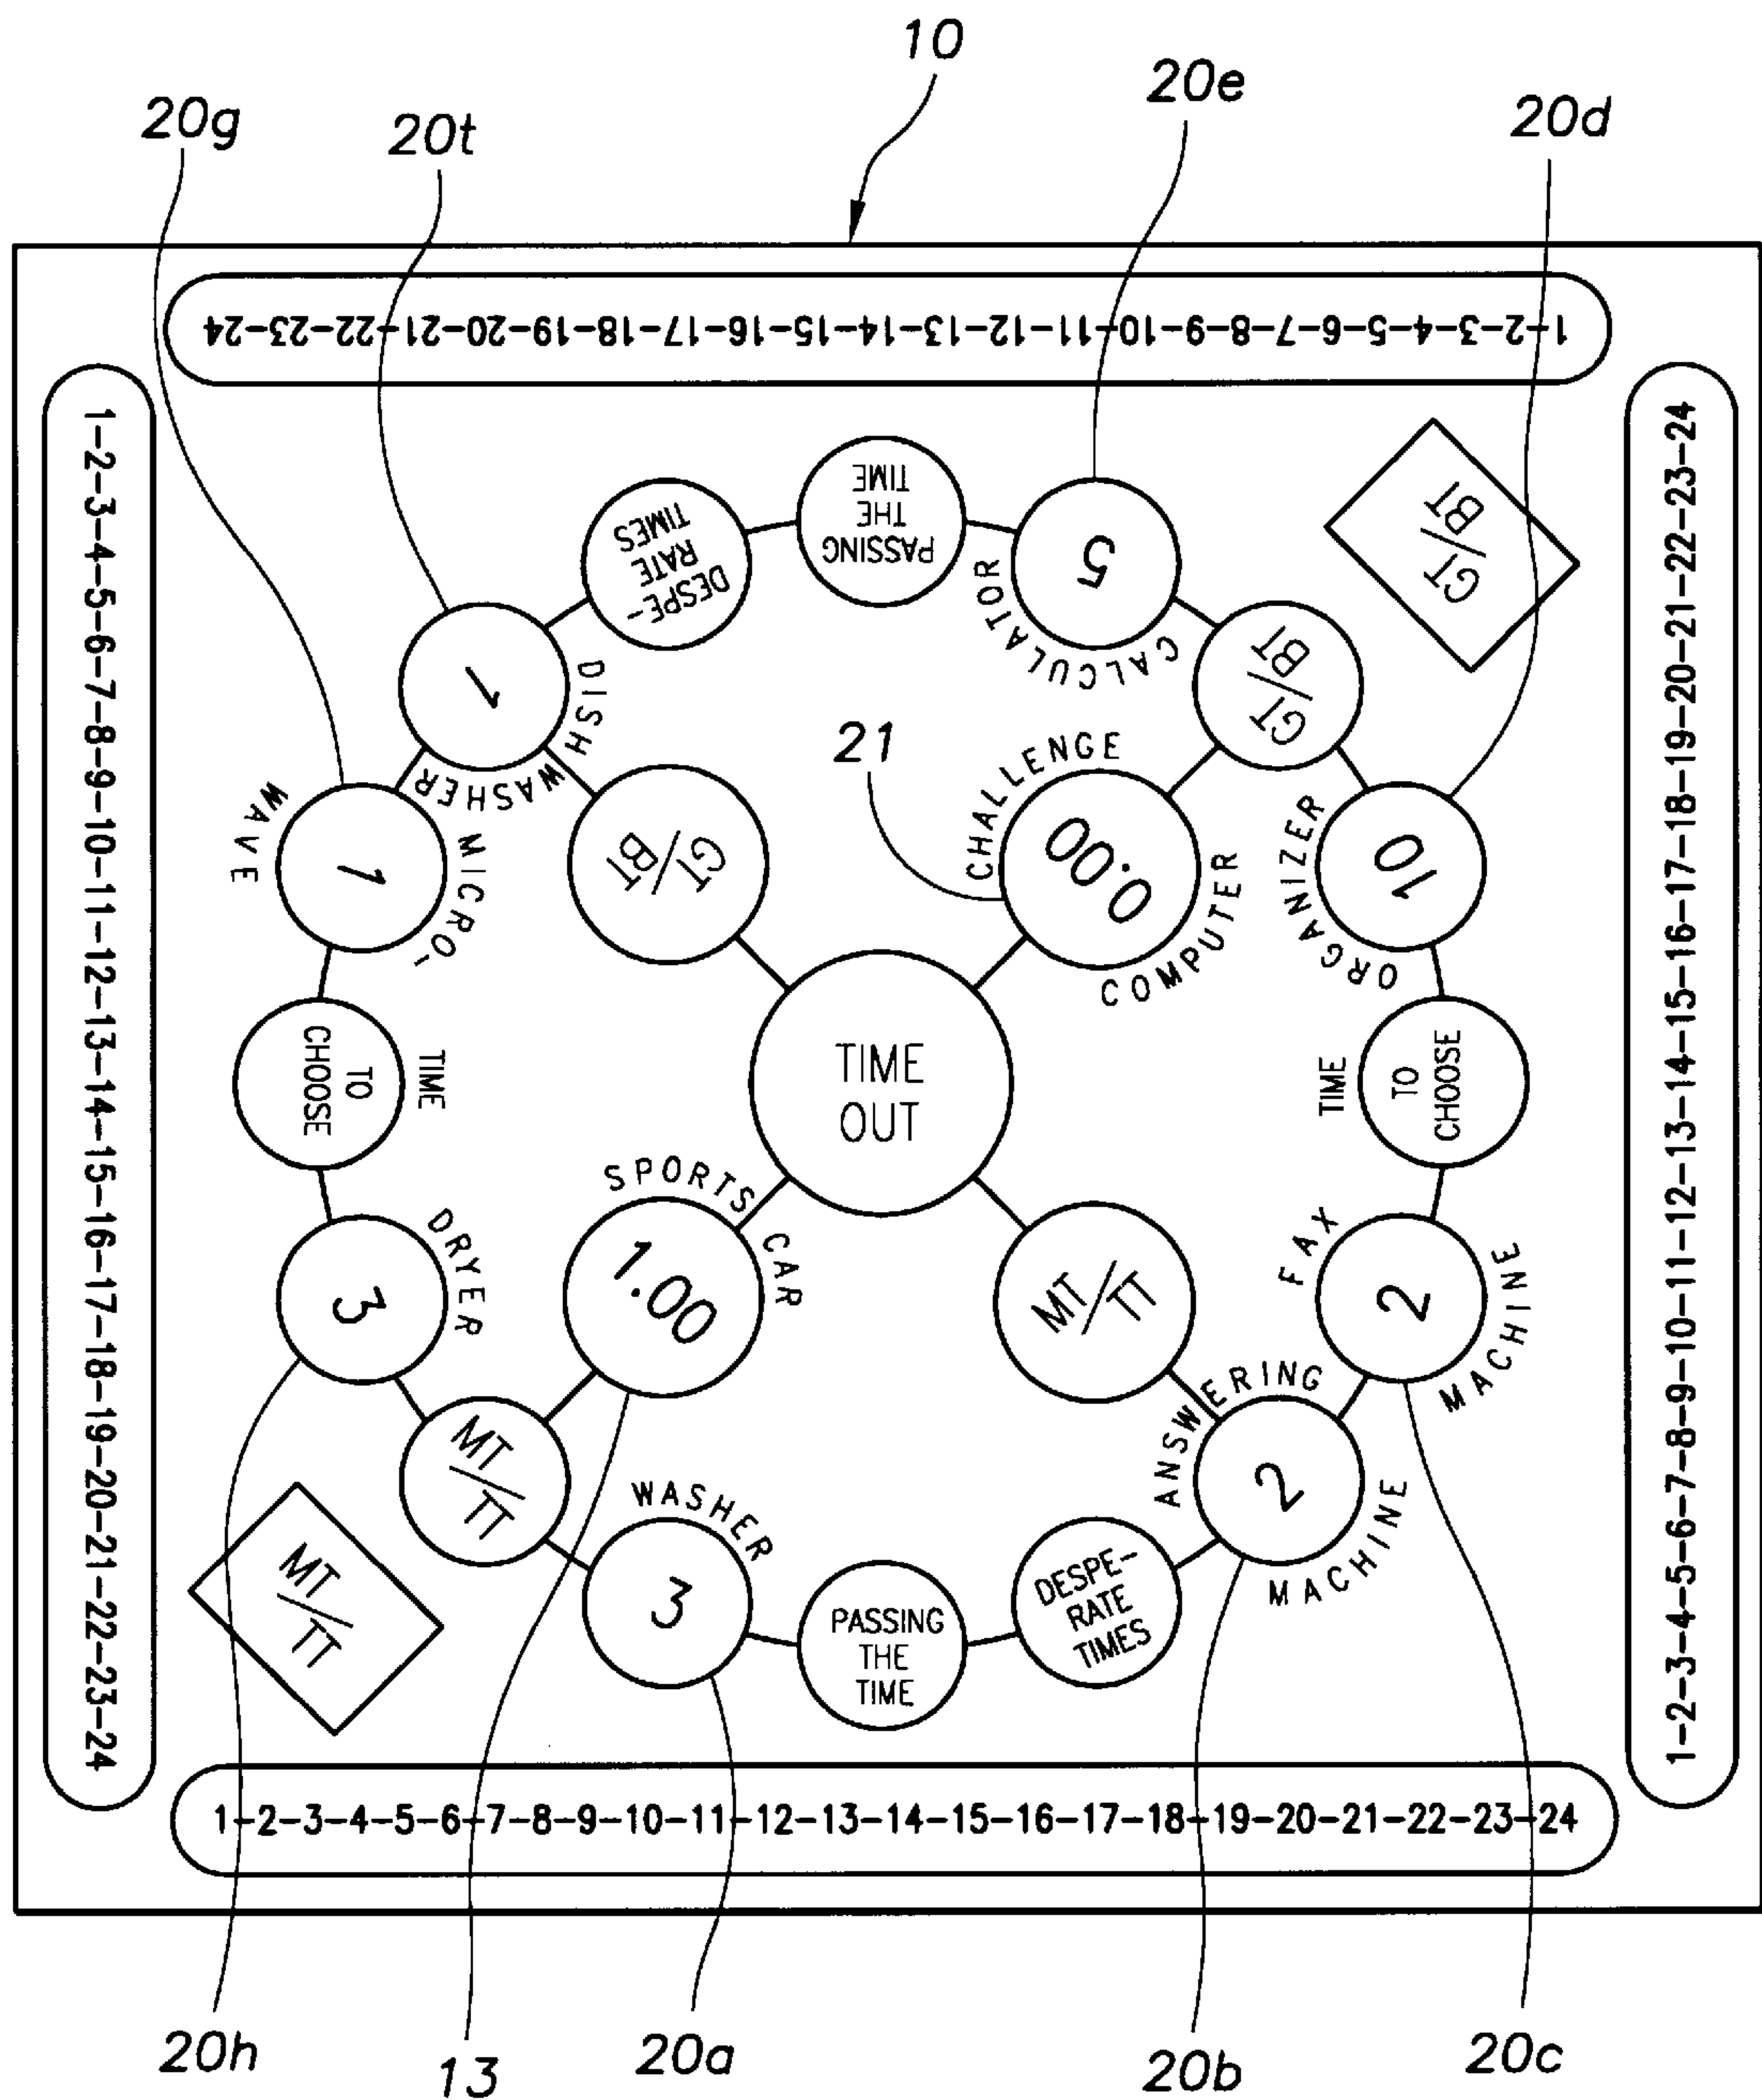 10
20g
20t
20e
20d
1-2-3-4-5-6-7-8-9-10-11-12-13-14-15-16-17-18-19-20-21-22-23-24
1-2-3-4-5-6-7-8-9-10-11-12-13-14-15-16-17-18-19-20-21-22-23-24
1-2-3-4-5-6-7-8-9-10-11-12-13-14-15-16-17-18-19-20-21-22-23-24
PASSING
THE
TIME
DESPE-
RATE
TIMES
5
CALCULATOR
GT/BT
GT/BT
1
DISH WASHER
21
CHALLENGE
0.00
COMPUTER
10
ORGANIZER
1
MICRO-
WAVE
GT/BT
TIME
TO
CHOOSE
TIME
OUT
TIME
TO
CHOOSE
3
DRYER
SPORTS CAR
1.00
MT/TT
FAX
2
MACHINE
MT/TT
MT/TT
WASHER
3
PASSING
THE
TIME
DESPE-
RATE
TIMES
ANSWERING
2
MACHINE
1-2-3-4-5-6-7-8-9-10-11-12-13-14-15-16-17-18-19-20-21-22-23-24
20h
13
20a
20b
20c